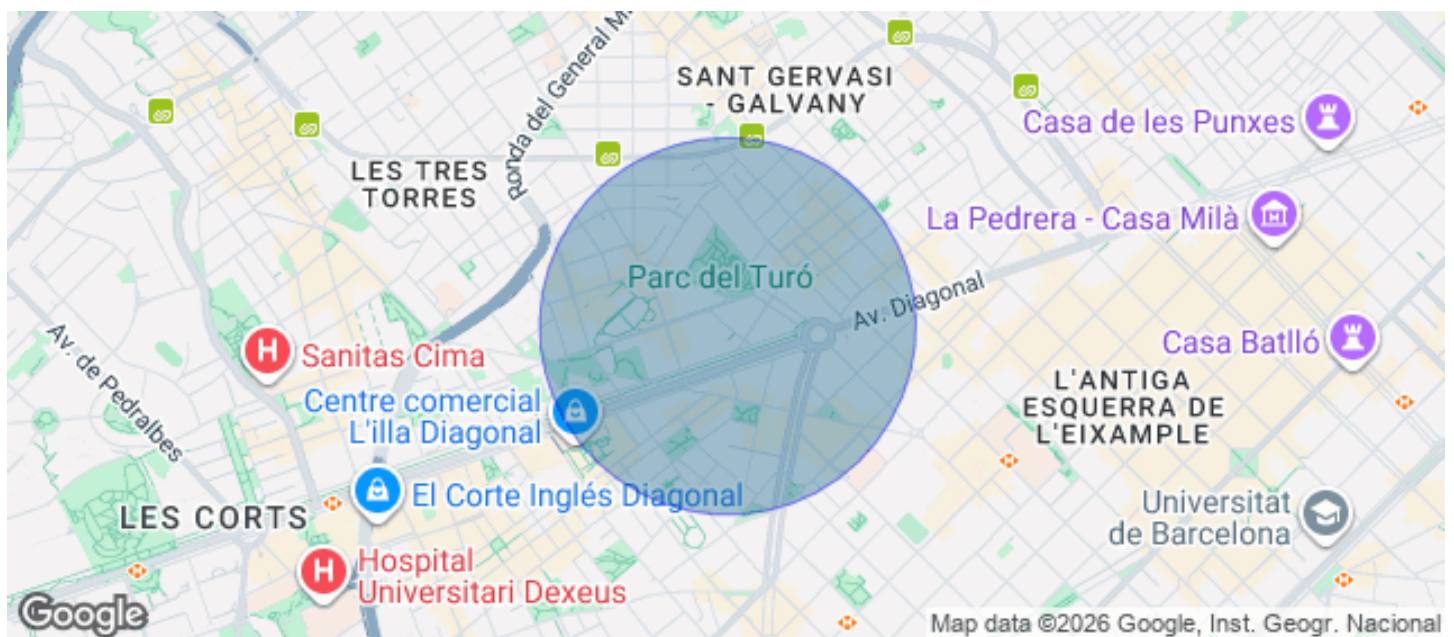 Ronda del General M
SANT GERVASI
- GALVANY
Casa de les Punxes
LES TRES
TORRES
La Pedrera - Casa Milà
Parc del Turó
Av. Diagonal
Av. de Pedralbes
Sanitas Cima
Casa Batlló
Centre comercial
L'illa Diagonal
L'ANTIGA
ESQUERRA DE
L'EIXAMPLE
El Corte Inglés Diagonal
LES CORTS
Universitat
de Barcelona
Hospital
Universitari Dexeus
Google
Map data ©2026 Google, Inst. Geogr. Nacional